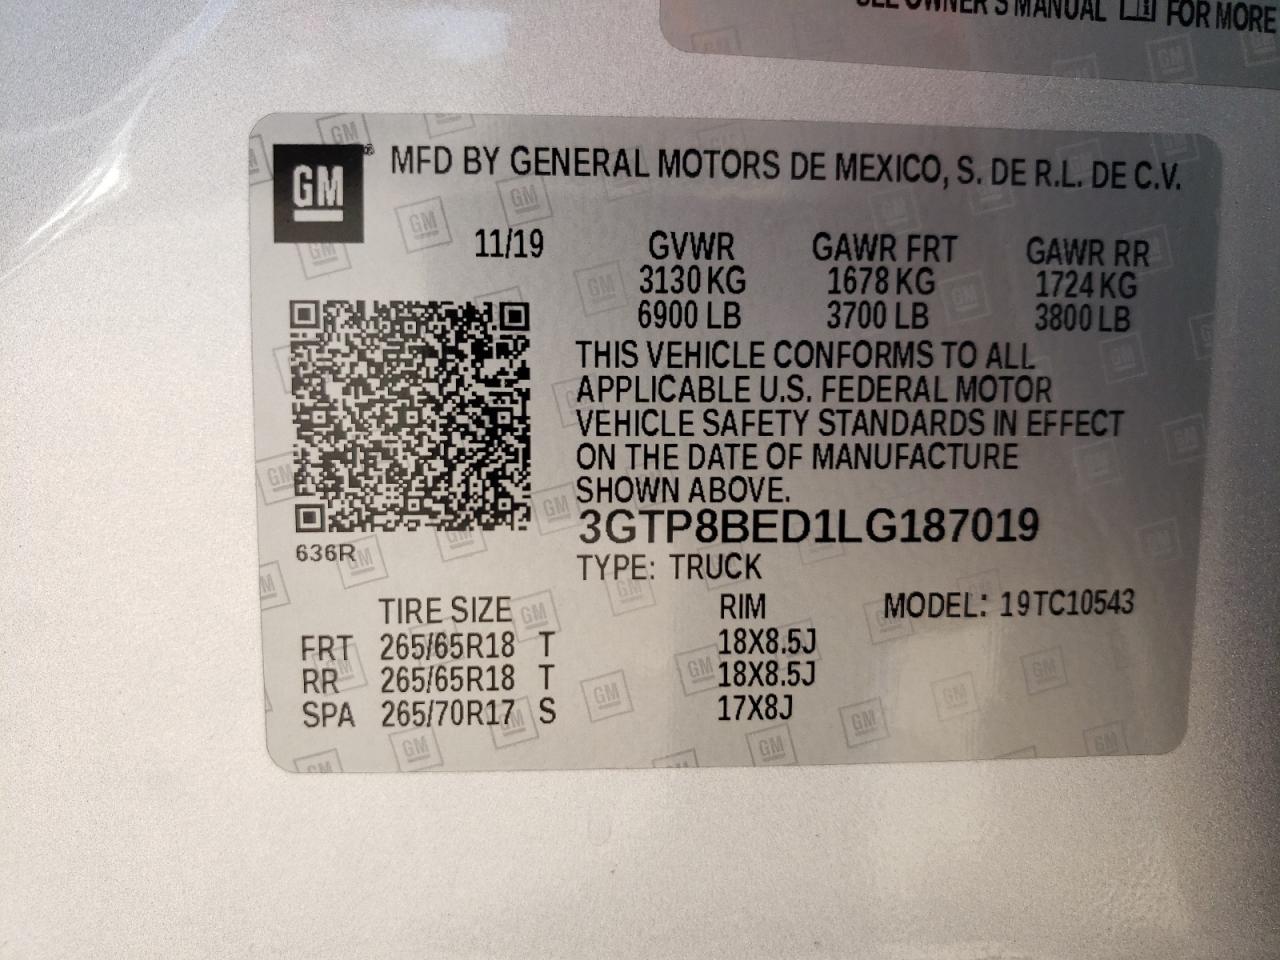 SEE OWNER'S MANUAL FOR MORE
GM®
MFD BY GENERAL MOTORS DE MEXICO, S. DE R.L. DE C.V.
11/19 GVWR GAWR FRT GAWR RR
3130 KG 1678 KG 1724 KG
6900 LB 3700 LB 3800 LB
THIS VEHICLE CONFORMS TO ALL
APPLICABLE U.S. FEDERAL MOTOR
VEHICLE SAFETY STANDARDS IN EFFECT
ON THE DATE OF MANUFACTURE
SHOWN ABOVE.
3GTP8BED1LG187019
636R
TYPE: TRUCK
TIRE SIZE RIM MODEL: 19TC10543
FRT 265/65R18 T 18X8.5J
RR 265/65R18 T 18X8.5J
SPA 265/70R17 S 17X8J